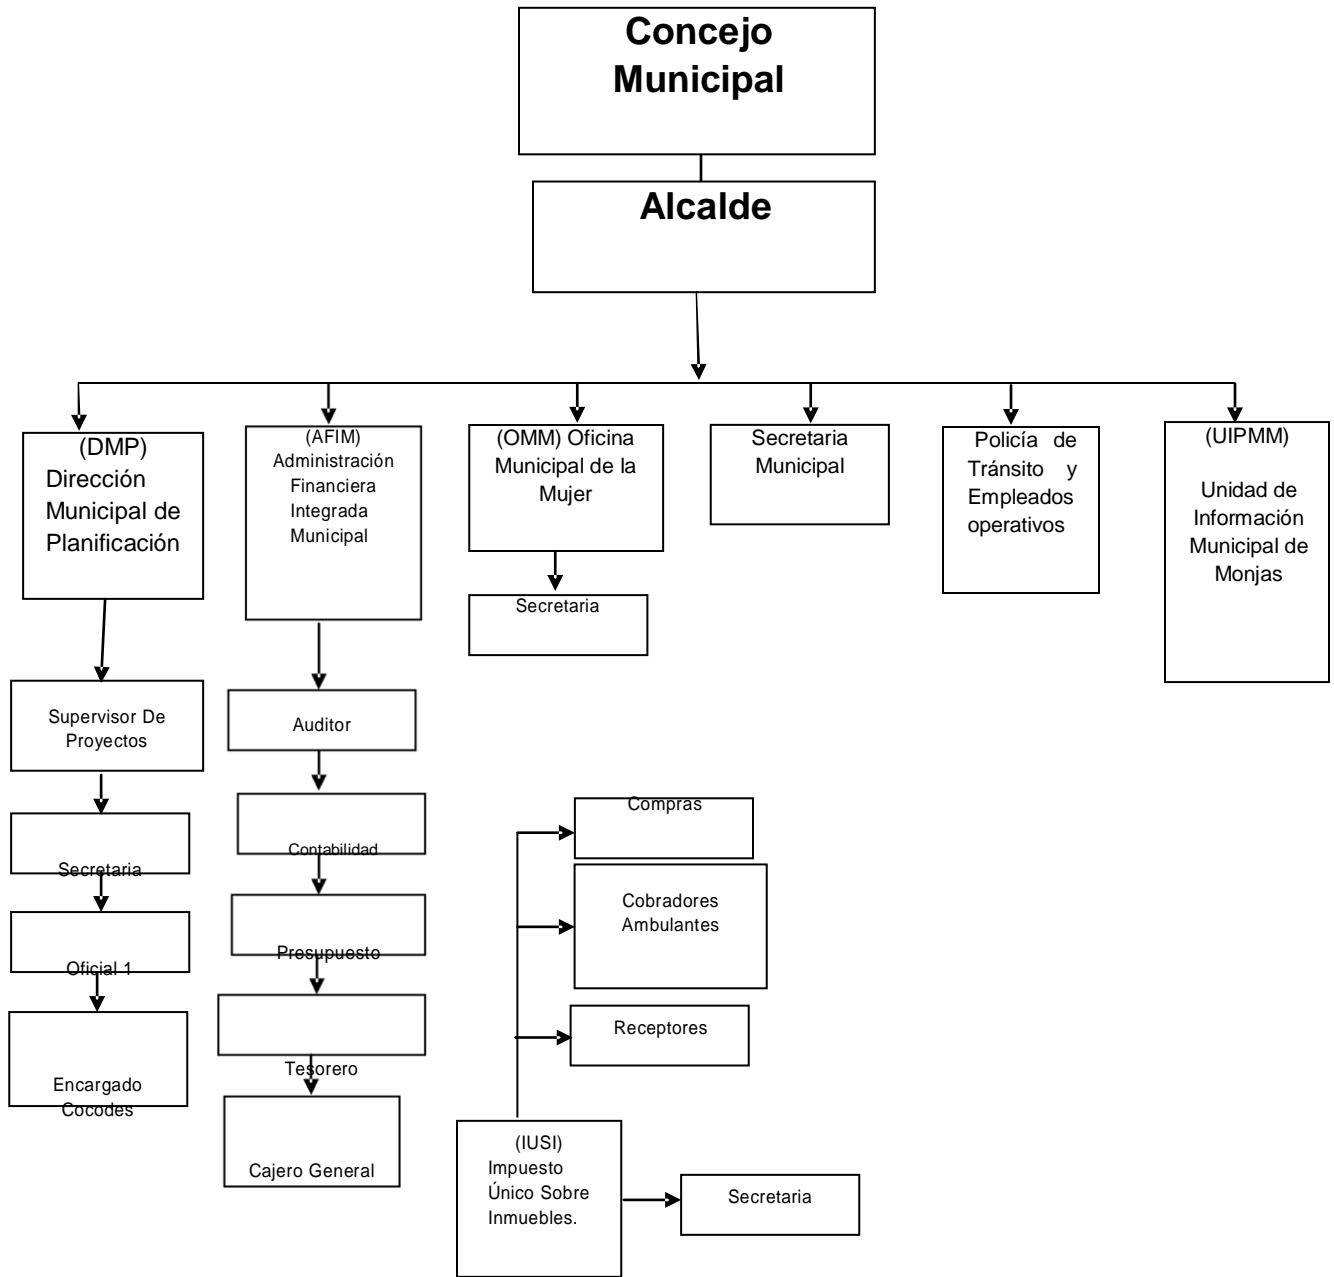 Concejo
Municipal
Alcalde
(DMP)
Dirección
Municipal de
Planificación
(AFIM)
Administración
Financiera
Integrada
Municipal
(OMM) Oficina
Municipal de la
Mujer
Secretaria
Municipal
Policía de
Tránsito y
Empleados
operativos
(UIPMM)
Unidad de
Información
Municipal de
Monjas
Secretaria
Supervisor De
Proyectos
Auditor
Secretaria
Contabilidad
Compras
Oficial 1
Presupuesto
Cobradores
Ambulantes
Encargado
Cocodes
Tesorero
Receptores
Cajero General
(IUSI)
Impuesto
Único Sobre
Inmuebles.
Secretaria